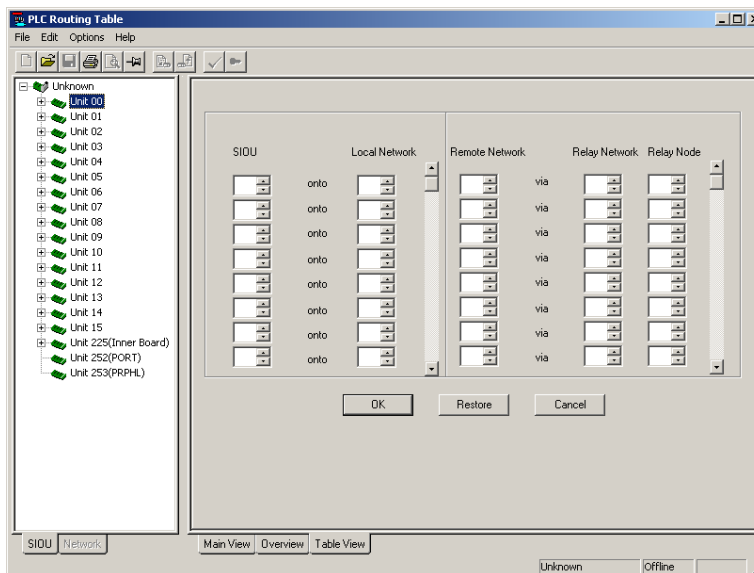 PLC Routing Table
File Edit Options Help
Unknown
Unit 00
Unit 01
Unit 02
Unit 03
Unit 04
Unit 05
Unit 06
Unit 07
Unit 08
Unit 09
Unit 10
Unit 11
Unit 12
Unit 13
Unit 14
Unit 15
Unit 225(Inner Board)
Unit 252(PORT)
Unit 253(PRPHL)
SIOU Network
SIOU Local Network Remote Network Relay Network Relay Node
onto via
onto via
onto via
onto via
onto via
onto via
onto via
onto via
OK Restore Cancel
Main View Overview Table View
Unknown Offline